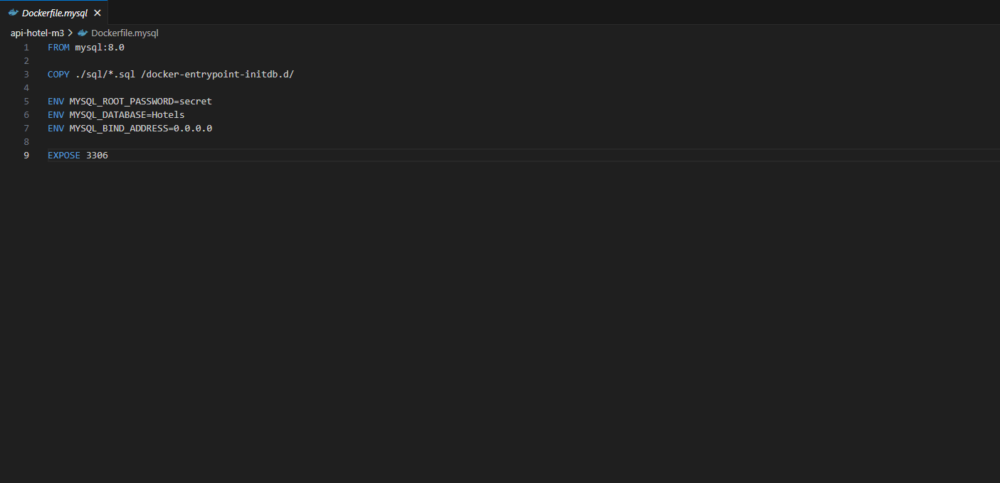 Dockerfile.mysql
api-hotel-m3 > Dockerfile.mysql
1 FROM mysql:8.0
2
3 COPY ./sql/*.sql /docker-entrypoint-initdb.d/
4
5 ENV MYSQL_ROOT_PASSWORD=secret
6 ENV MYSQL_DATABASE=Hotels
7 ENV MYSQL_BIND_ADDRESS=0.0.0.0
8
9 EXPOSE 3306